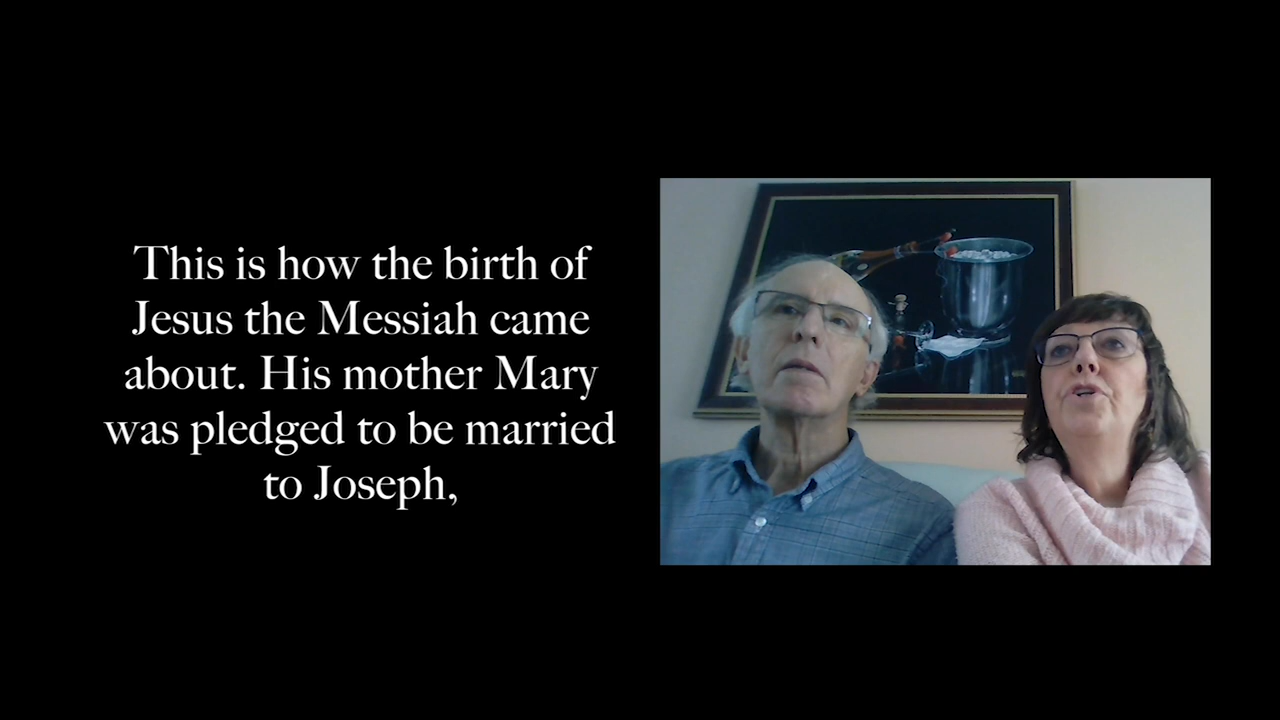 This is how the birth of
Jesus the Messiah came
about. His mother Mary
was pledged to be married
to Joseph,